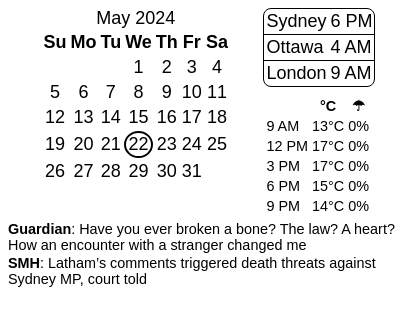 May 2024
Su Mo Tu We Th Fr Sa
1 2 3 4
5 6 7 8 9 10 11
12 13 14 15 16 17 18
19 20 21 22 23 24 25
26 27 28 29 30 31
Sydney 6 PM
Ottawa 4 AM
London 9 AM
°C ☂
9 AM 13°C 0%
12 PM 17°C 0%
3 PM 17°C 0%
6 PM 15°C 0%
9 PM 14°C 0%
Guardian: Have you ever broken a bone? The law? A heart?
How an encounter with a stranger changed me
SMH: Latham’s comments triggered death threats against
Sydney MP, court told